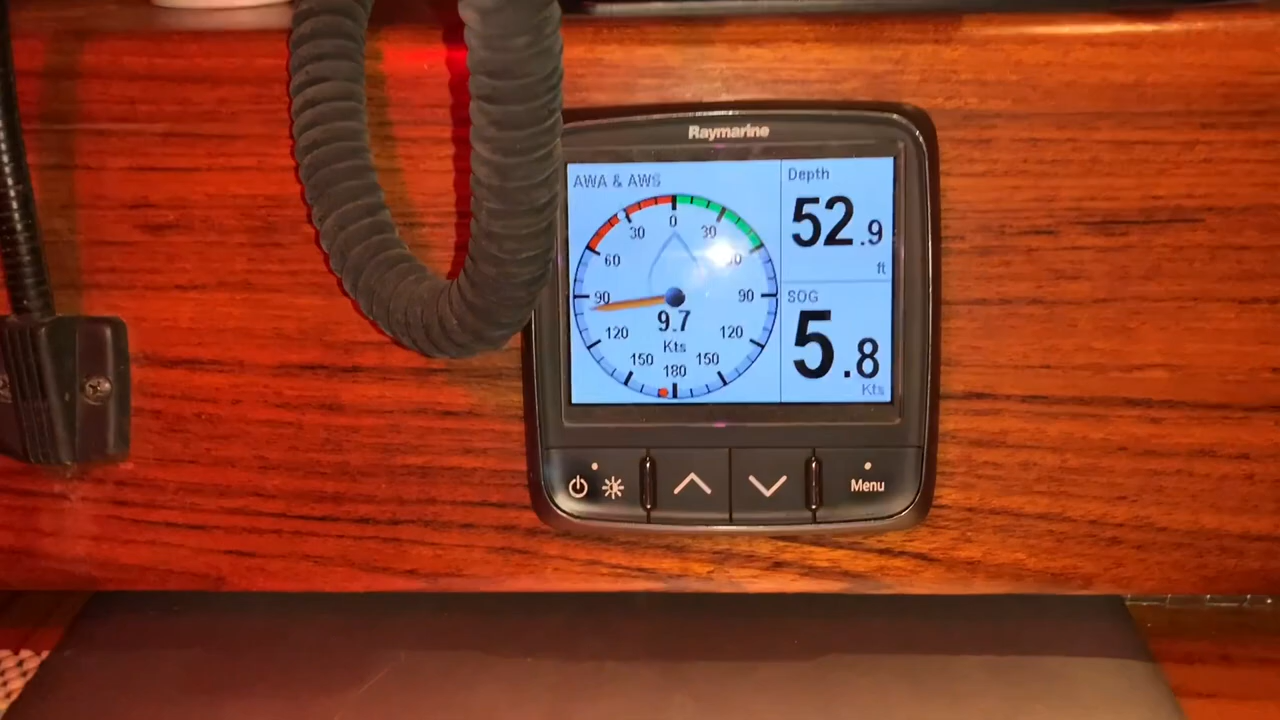 Raymarine
AWA & AWS
0
30
30
60
90
90
120
120
150
150
180
9.7
Kts
Depth
52.9
ft
SOG
5.8
Kts
Menu